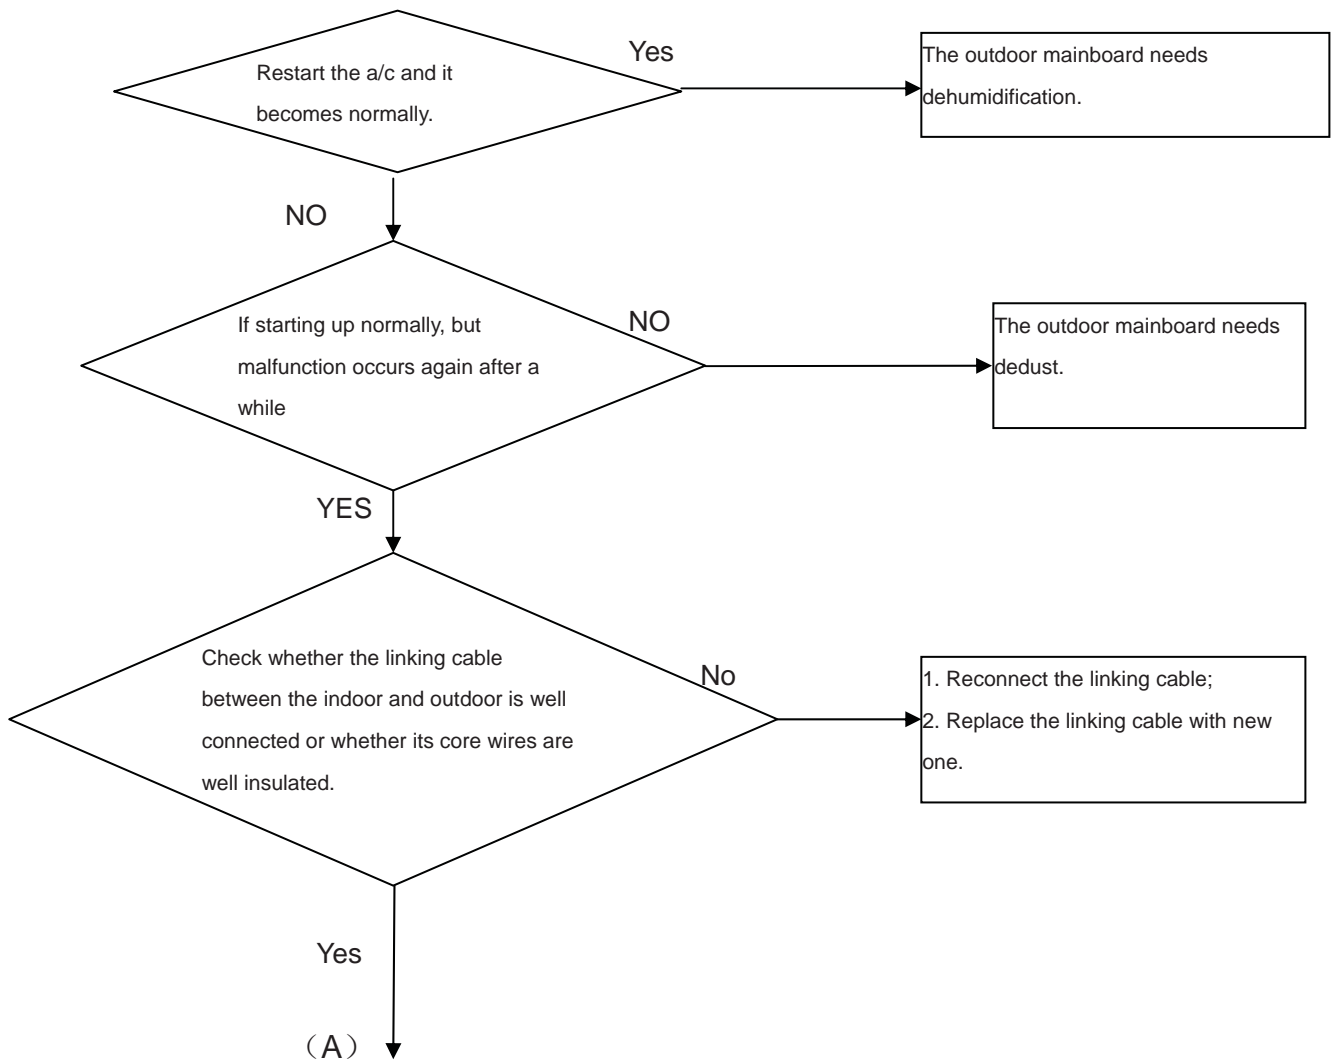 Yes
Restart the a/c and it
becomes normally.
The outdoor mainboard needs
dehumidification.
NO
If starting up normally, but
malfunction occurs again after a
while
NO
The outdoor mainboard needs
dedust.
YES
Check whether the linking cable
between the indoor and outdoor is well
connected or whether its core wires are
well insulated.
No
1. Reconnect the linking cable;
2. Replace the linking cable with new
one.
Yes
（A）